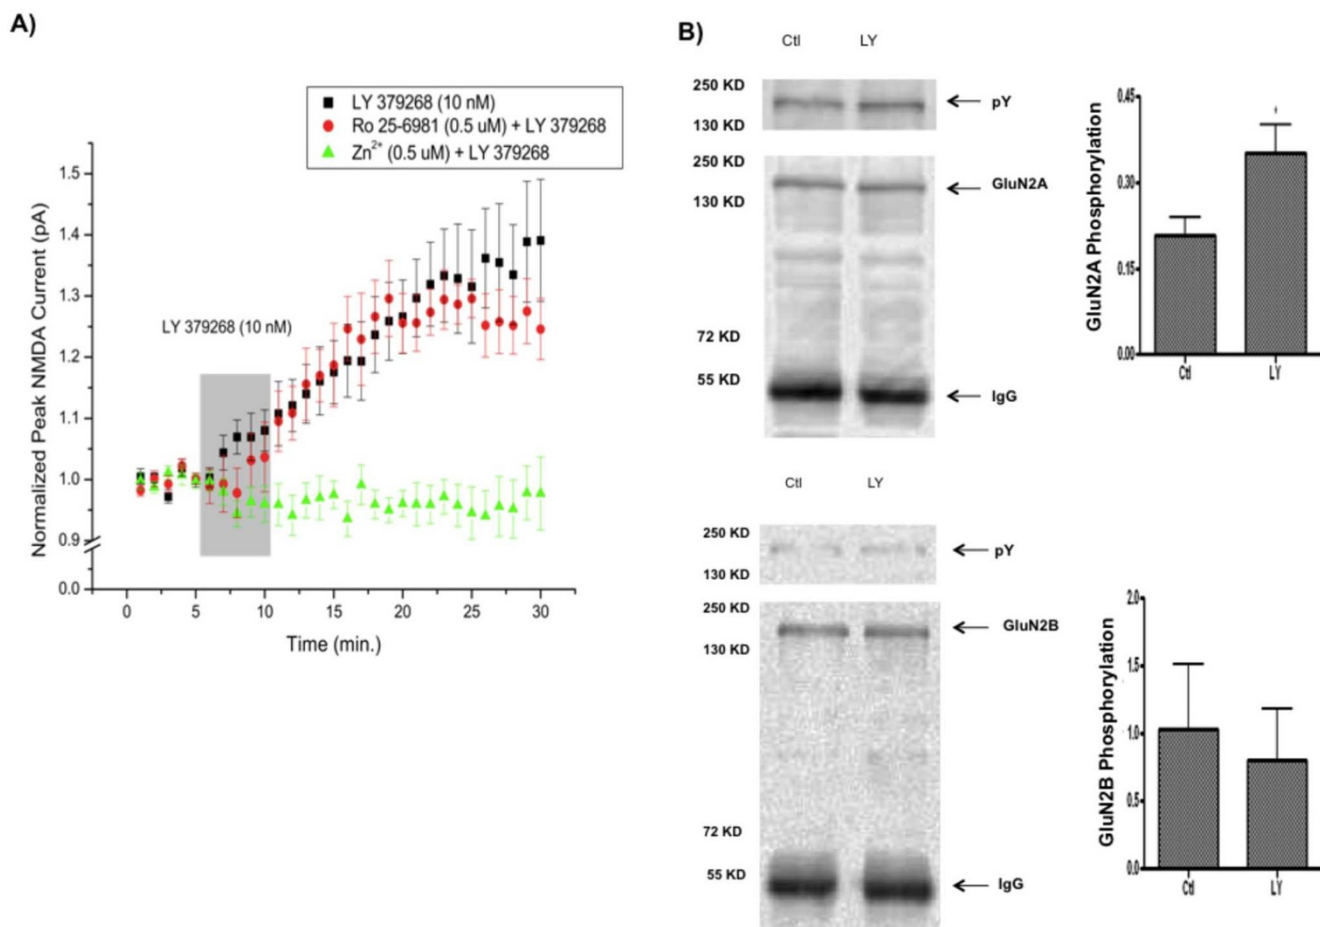 A)
LY 379268 (10 nM)
Ro 25-6981 (0.5 uM) + LY 379268
Zn2+ (0.5 uM) + LY 379268
Normalized Peak NMDA Current (pA)
1.5
1.4
1.3
1.2
1.1
1.0
0.9
0.0
LY 379268 (10 nM)
0 5 10 15 20 25 30
Time (min.)
B)
Ctl LY
250 KD
130 KD
pY
250 KD
130 KD
72 KD
55 KD
GluN2A
IgG
GluN2A Phosphorylation
0.45
0.30
0.15
0.00
Ctl LY
Ctl LY
250 KD
130 KD
pY
250 KD
130 KD
72 KD
55 KD
GluN2B
IgG
GluN2B Phosphorylation
2.0
1.5
1.0
0.5
0.0
Ctl LY